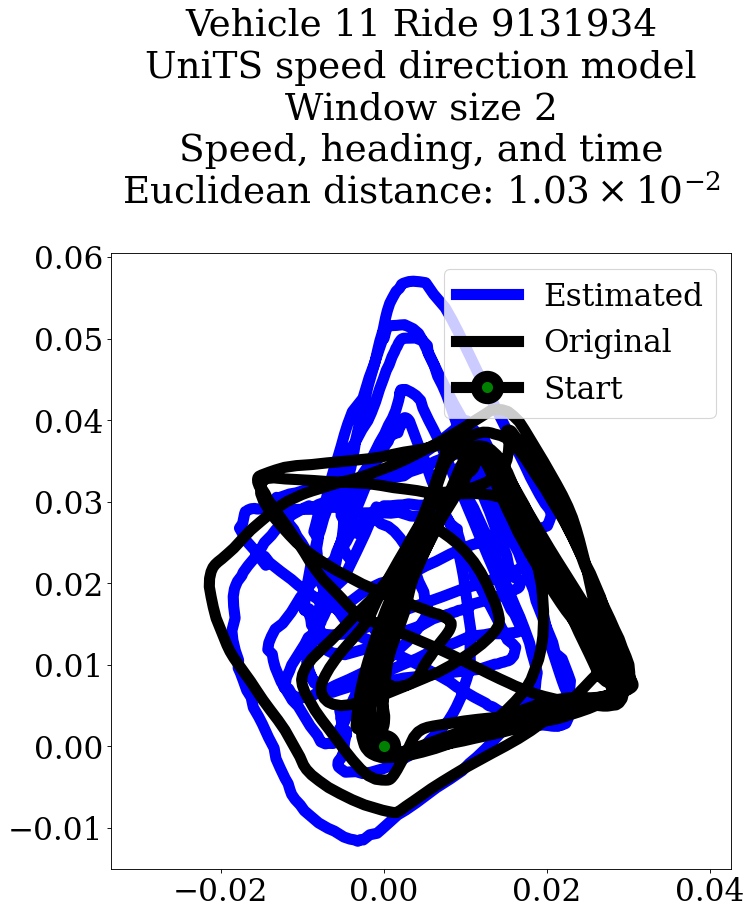 Vehicle 11 Ride 9131934
UniTS speed direction model
Window size 2
Speed, heading, and time
Euclidean distance: 1.03 × 10⁻²
Estimated
Original
Start
0.06
0.05
0.04
0.03
0.02
0.01
0.00
−0.01
−0.02
0.00
0.02
0.04